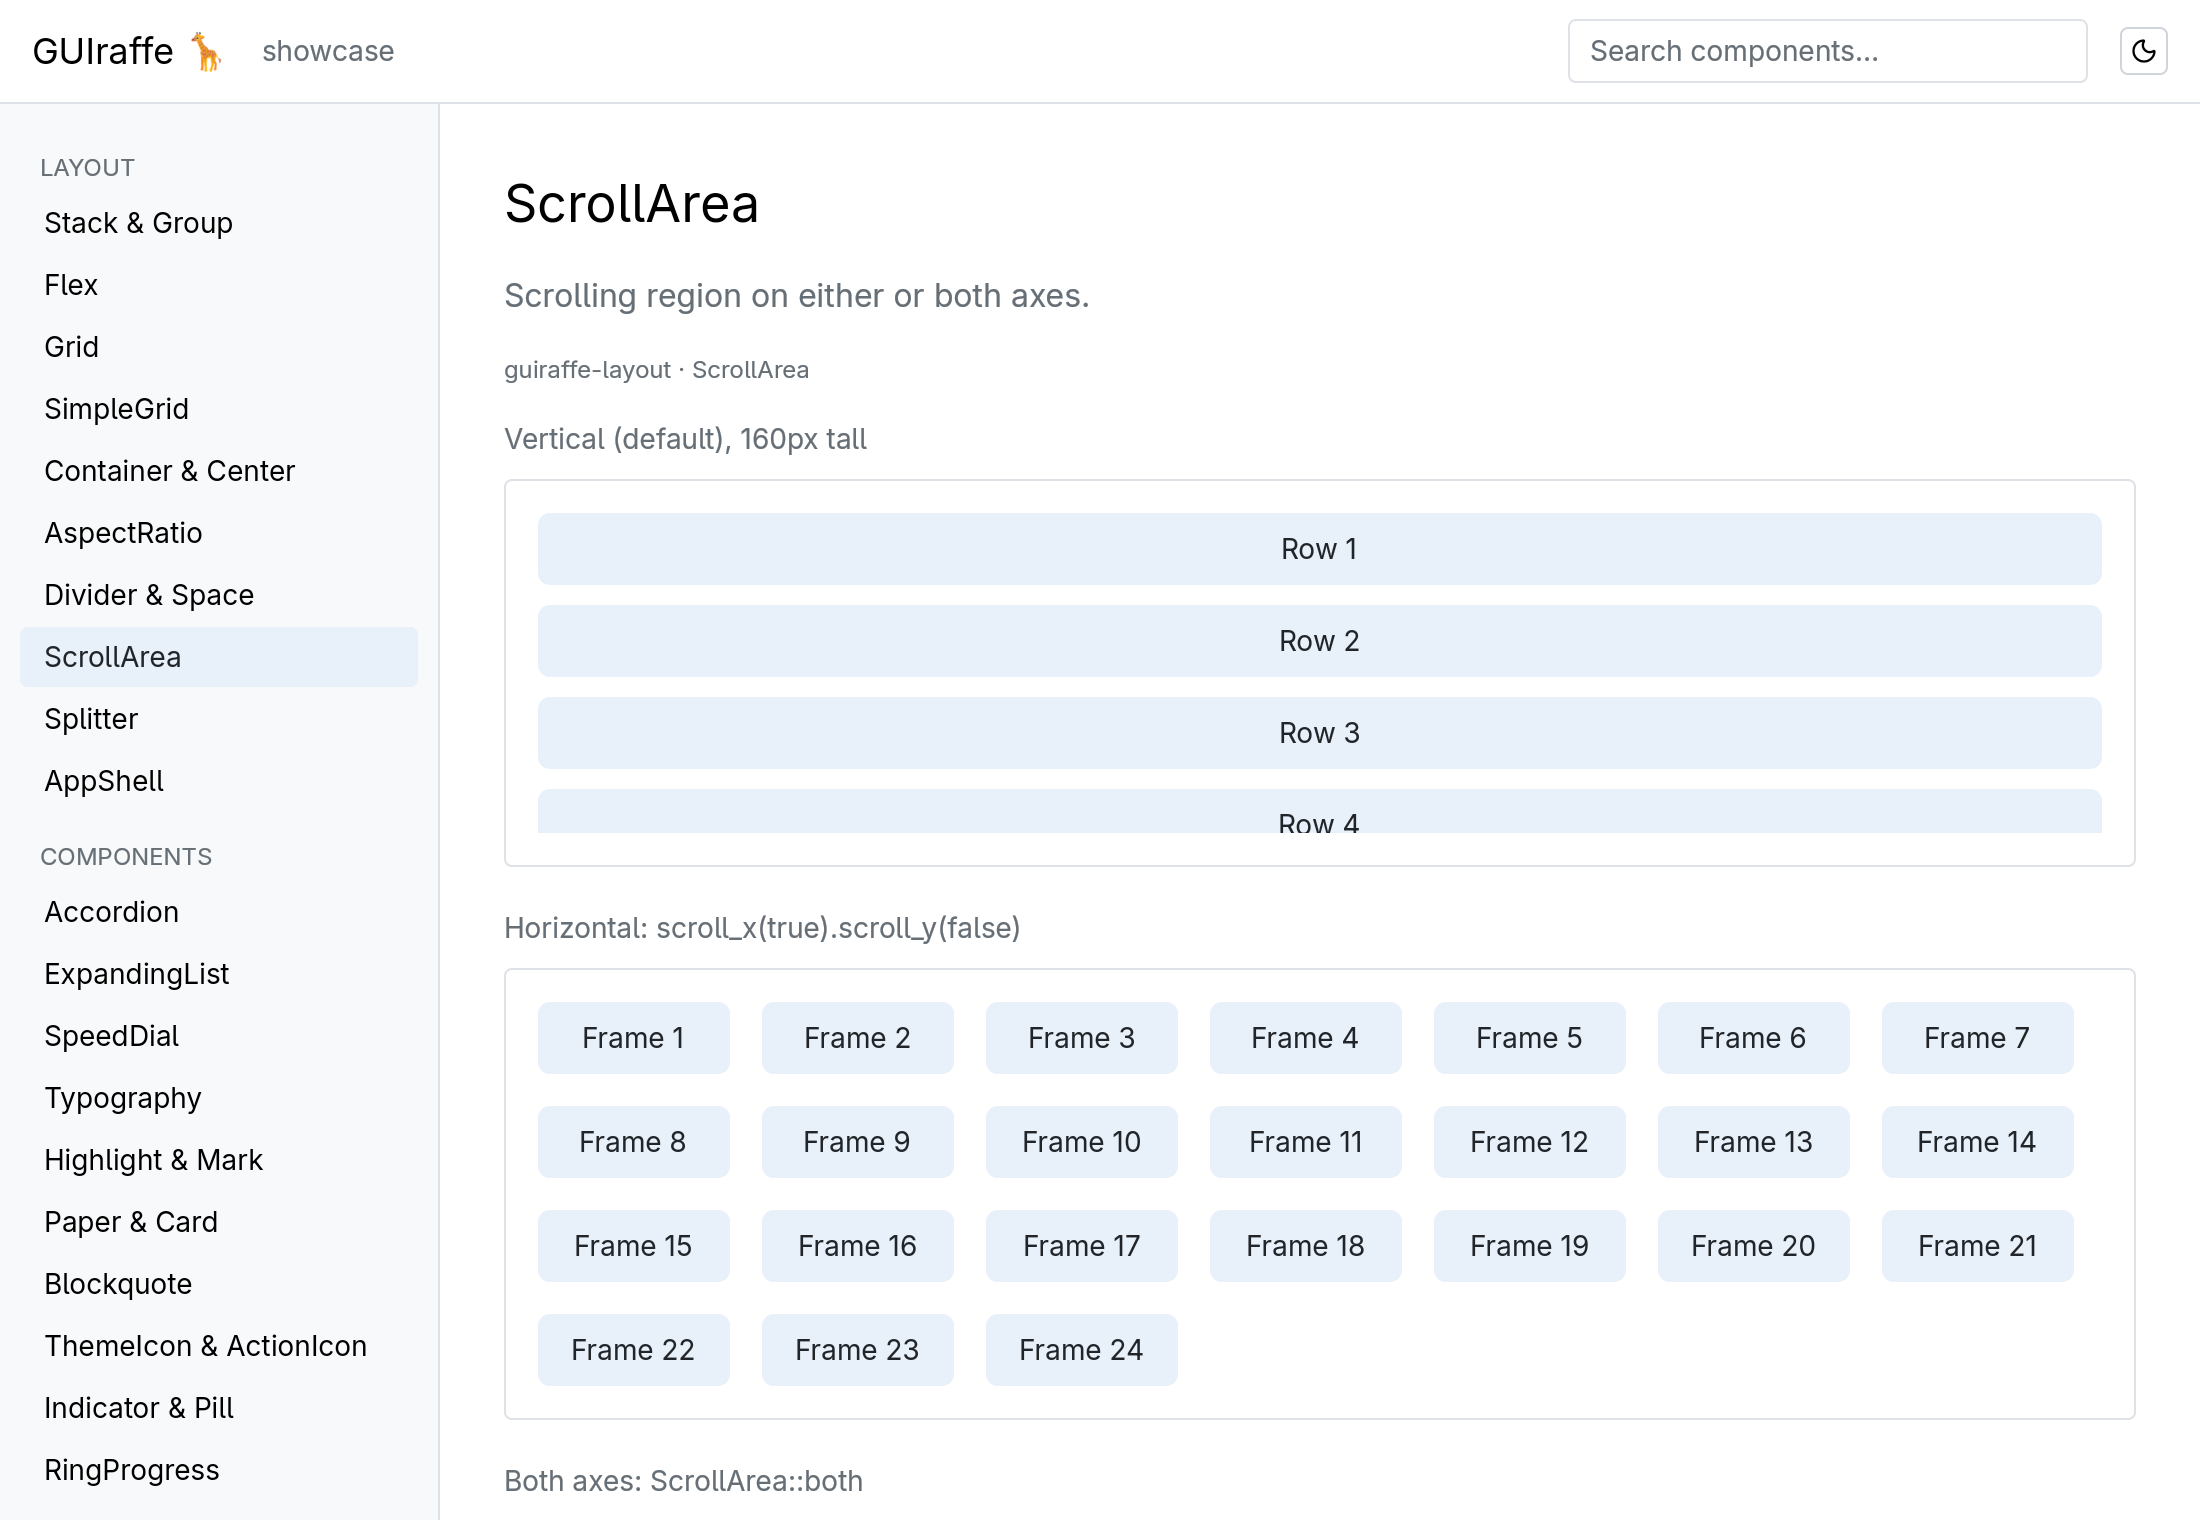 GUIraffe 🦒 showcase Search components...
LAYOUT
Stack & Group
Flex
Grid
SimpleGrid
Container & Center
AspectRatio
Divider & Space
ScrollArea
Splitter
AppShell
COMPONENTS
Accordion
ExpandingList
SpeedDial
Typography
Highlight & Mark
Paper & Card
Blockquote
ThemeIcon & ActionIcon
Indicator & Pill
RingProgress
ScrollArea
Scrolling region on either or both axes.
guiraffe-layout · ScrollArea
Vertical (default), 160px tall
Row 1
Row 2
Row 3
Row 4
Horizontal: scroll_x(true).scroll_y(false)
Frame 1 Frame 2 Frame 3 Frame 4 Frame 5 Frame 6 Frame 7
Frame 8 Frame 9 Frame 10 Frame 11 Frame 12 Frame 13 Frame 14
Frame 15 Frame 16 Frame 17 Frame 18 Frame 19 Frame 20 Frame 21
Frame 22 Frame 23 Frame 24
Both axes: ScrollArea::both